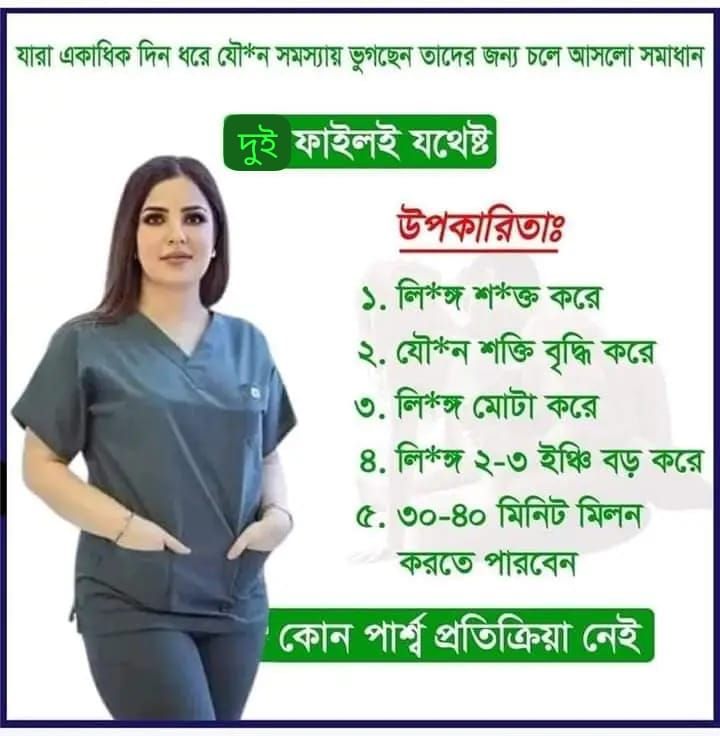 যারা একাধিক দিন ধরে যৌ*ন সমস্যায় ভুগছেন তাদের জন্য চলে আসলো সমাধান
দুই ফাইলই যথেষ্ট
উপকারিতাঃ
১. লি*ঙ্গ শ*ক্ত করে
২. যৌ*ন শক্তি বৃদ্ধি করে
৩. লি*ঙ্গ মোটা করে
৪. লি*ঙ্গ ২-৩ ইঞ্চি বড় করে
৫. ৩০-৪০ মিনিট মিলন
করতে পারবেন
কোন পার্শ্ব প্রতিক্রিয়া নেই